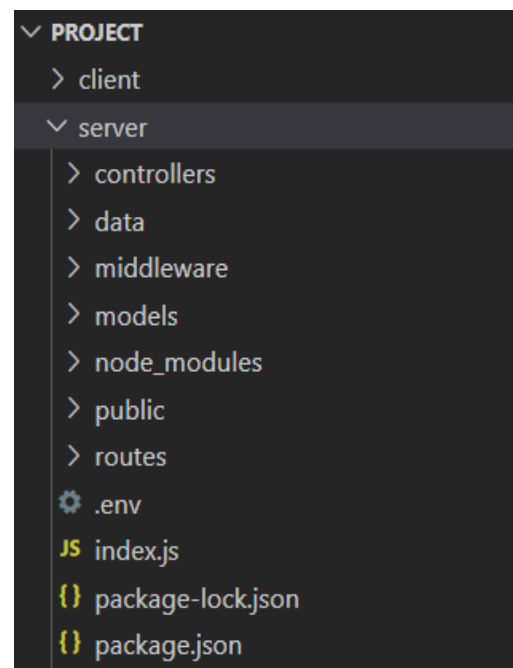 PROJECT
client
server
controllers
data
middleware
models
node_modules
public
routes
.env
JS index.js
{} package-lock.json
{} package.json